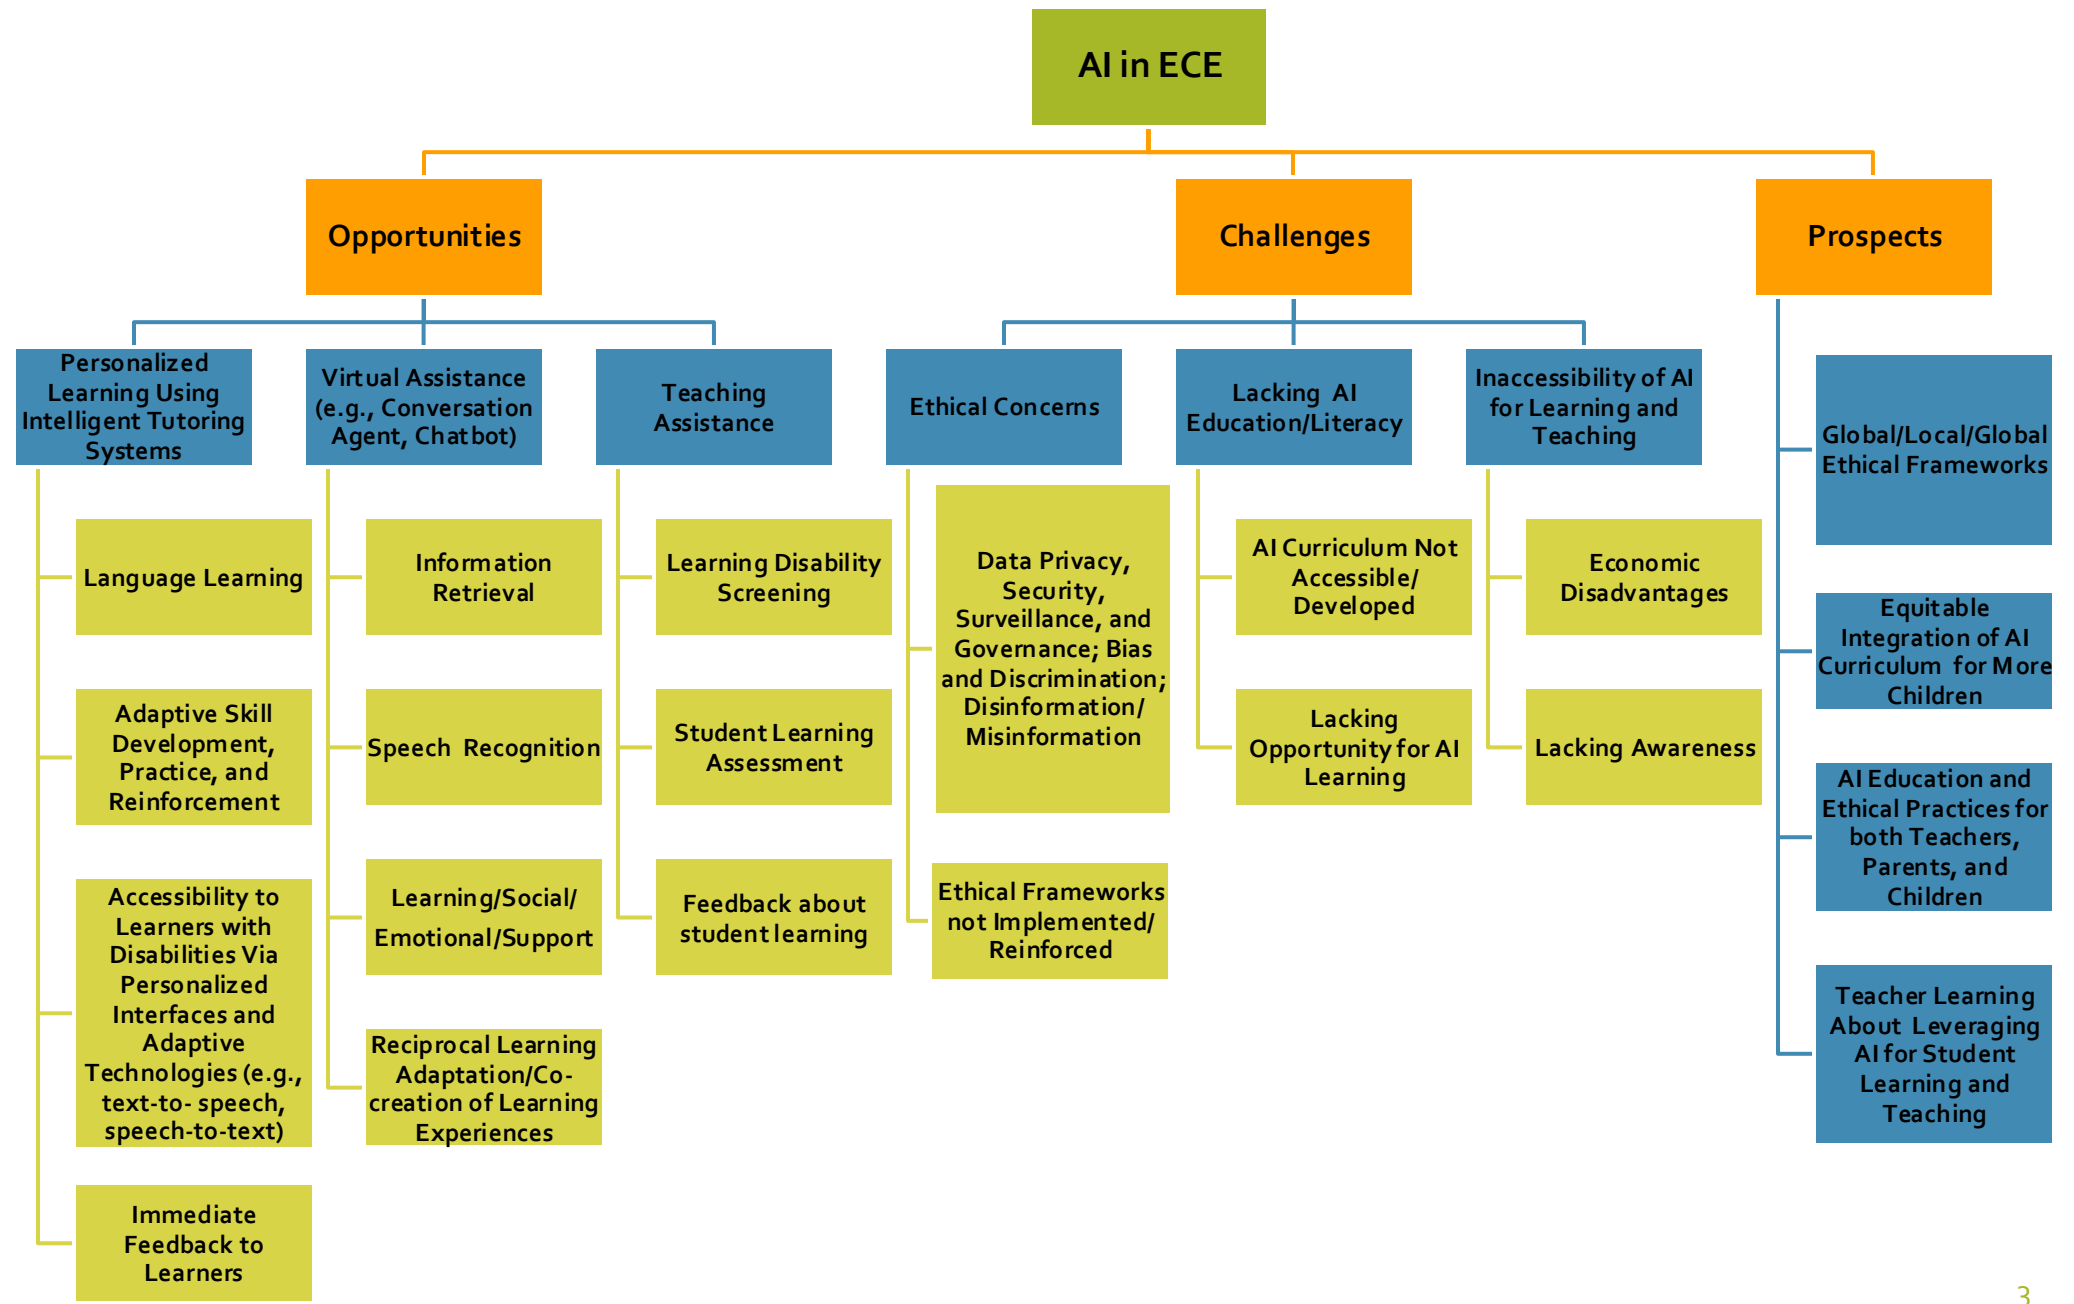 AI in ECE
Opportunities
Challenges
Prospects
Personalized
Learning Using
Intelligent Tutoring
Systems
Virtual Assistance
(e.g., Conversation
Agent, Chatbot)
Teaching
Assistance
Ethical Concerns
Lacking AI
Education/Literacy
Inaccessibility of AI
for Learning and
Teaching
Language Learning
Adaptive Skill
Development,
Practice, and
Reinforcement
Accessibility to
Learners with
Disabilities Via
Personalized
Interfaces and
Adaptive
Technologies (e.g.,
text-to- speech,
speech-to-text)
Immediate
Feedback to
Learners
Information
Retrieval
Speech Recognition
Learning/Social/
Emotional/Support
Reciprocal Learning
Adaptation/Co-
creation of Learning
Experiences
Learning Disability
Screening
Student Learning
Assessment
Feedback about
student learning
Data Privacy,
Security,
Surveillance, and
Governance; Bias
and Discrimination;
Disinformation/
Misinformation
Ethical Frameworks
not Implemented/
Reinforced
AI Curriculum Not
Accessible/
Developed
Lacking
Opportunity for AI
Learning
Economic
Disadvantages
Lacking Awareness
Global/Local/Global
Ethical Frameworks
Equitable
Integration of AI
Curriculum for More
Children
AI Education and
Ethical Practices for
both Teachers,
Parents, and
Children
Teacher Learning
About Leveraging
AI for Student
Learning and
Teaching
3